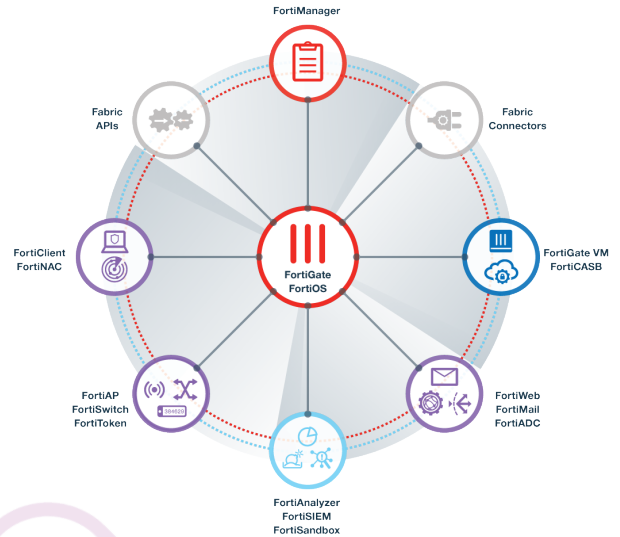 FortiManager
Fabric
APIs
Fabric
Connectors
FortiClient
FortiNAC
FortiGate
FortiOS
FortiGate VM
FortiCASB
FortiAP
FortiSwitch
FortiToken
384020
FortiWeb
FortiMail
FortiADC
FortiAnalyzer
FortiSIEM
FortiSandbox